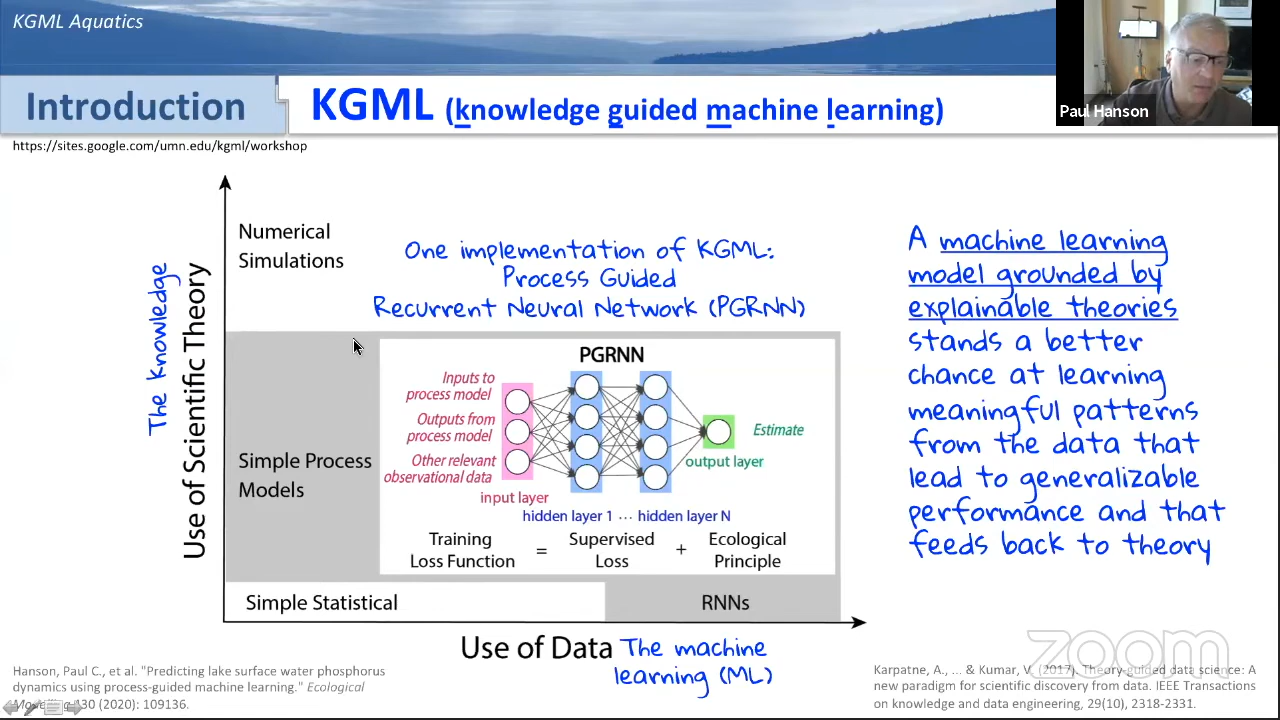 KGML Aquatics
Introduction
KGML (knowledge guided machine learning)
Paul Hanson
https://sites.google.com/umn.edu/kgml/workshop
The knowledge
Use of Scientific Theory
Numerical
Simulations
One implementation of KGML:
Process Guided
Recurrent Neural Network (PGRNN)
PGRNN
Inputs to
process model
Outputs from
process model
Other relevant
observational data
input layer
Estimate
output layer
hidden layer 1 ... hidden layer N
Training
Loss Function
=
Supervised
Loss
+
Ecological
Principle
Simple Process
Models
Simple Statistical
RNNs
Use of Data
The machine
learning (ML)
A machine learning
model grounded by
explainable theories
stands a better
chance at learning
meaningful patterns
from the data that
lead to generalizable
performance and that
feeds back to theory
zoom
Hanson, Paul C., et al. "Predicting lake surface water phosphorus
dynamics using process-guided machine learning." Ecological
430 (2020): 109136.
Karpatne, A., ... & Kumar, V. (2017). Theory-guided data science: A
new paradigm for scientific discovery from data. IEEE Transactions
on knowledge and data engineering, 29(10), 2318-2331.